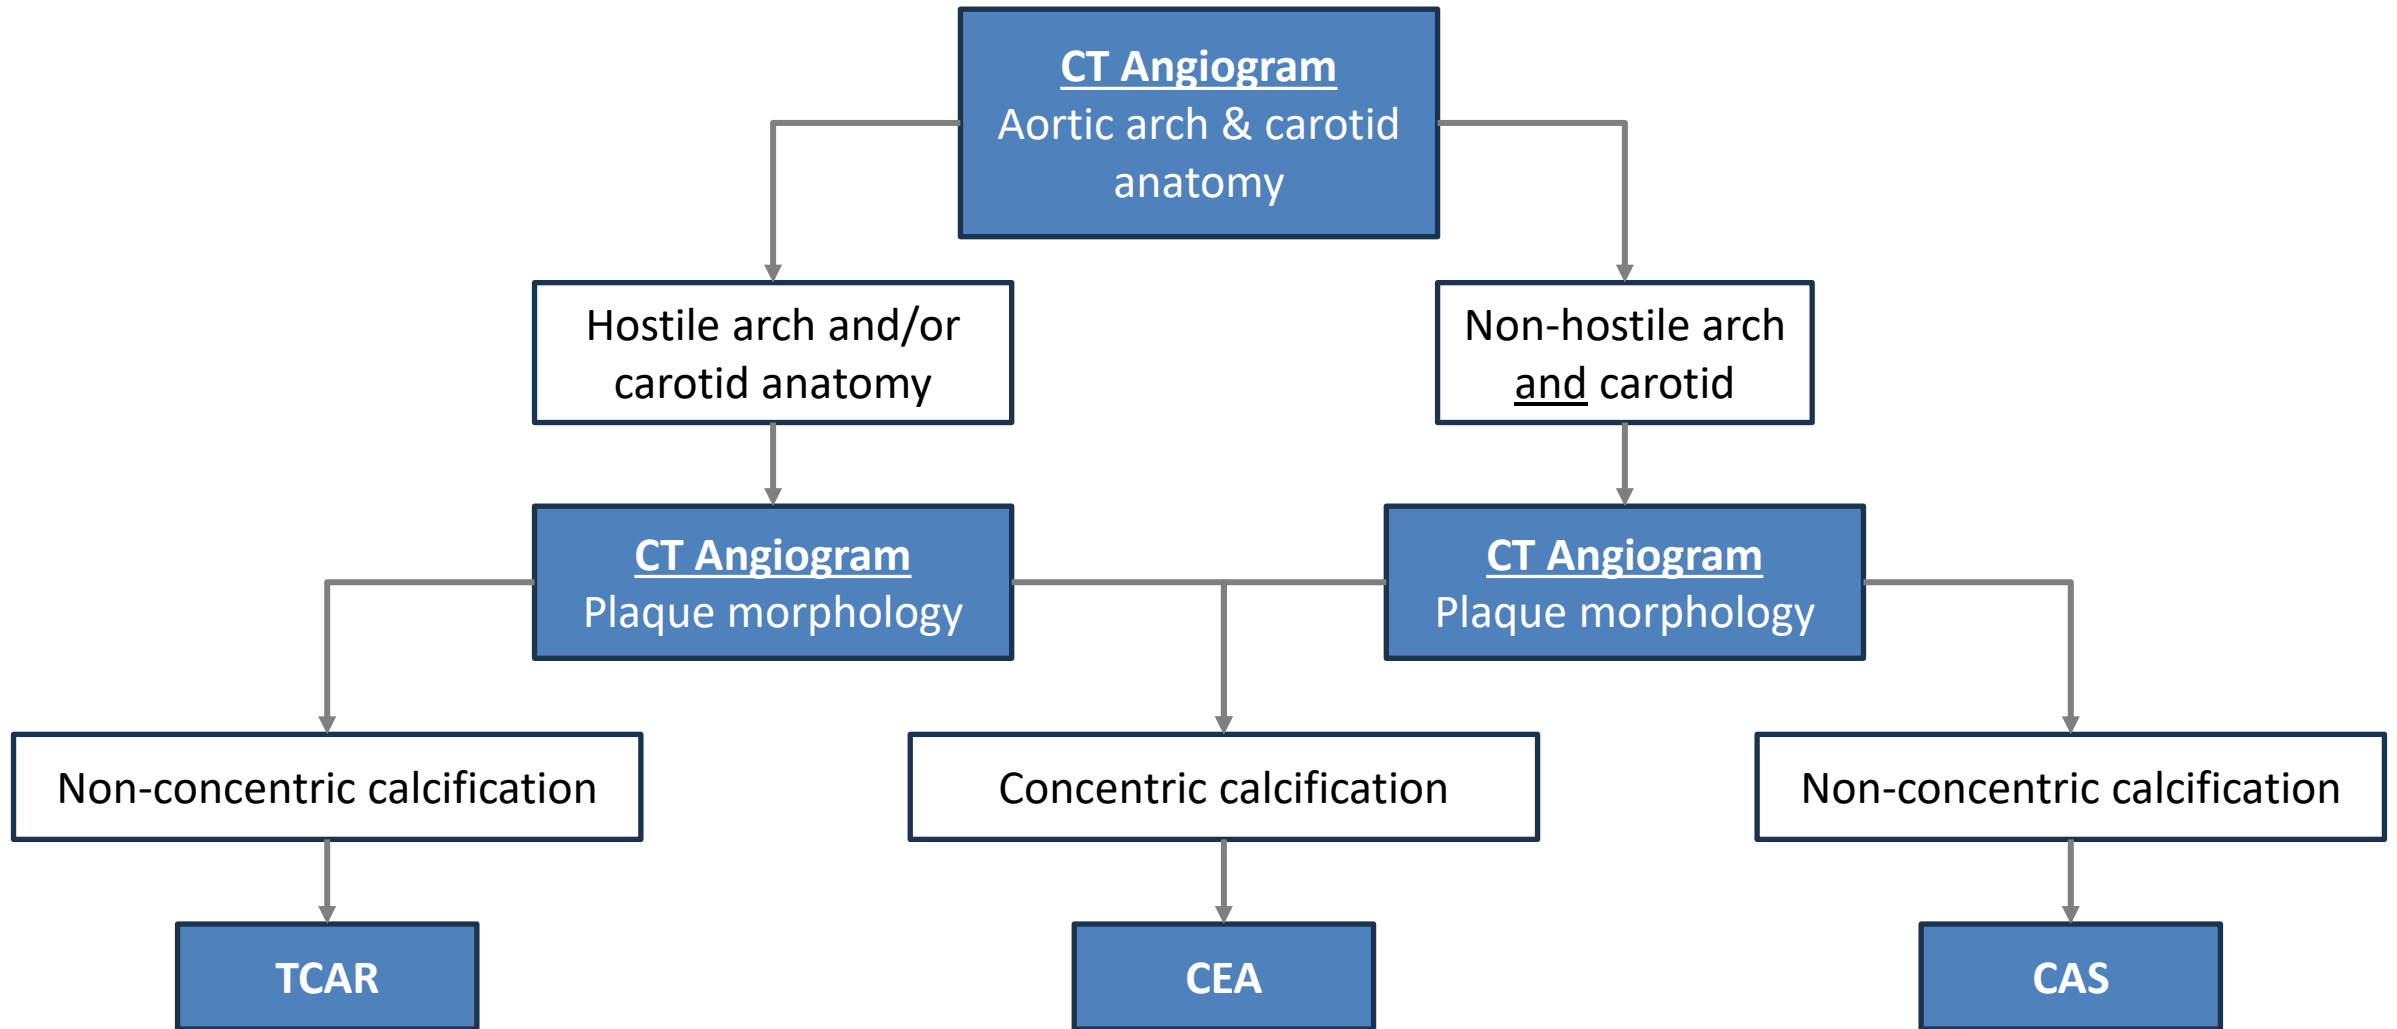 CT Angiogram
Aortic arch & carotid
anatomy
Hostile arch and/or
carotid anatomy
Non-hostile arch
and carotid
CT Angiogram
Plaque morphology
CT Angiogram
Plaque morphology
Non-concentric calcification
Concentric calcification
Non-concentric calcification
TCAR
CEA
CAS